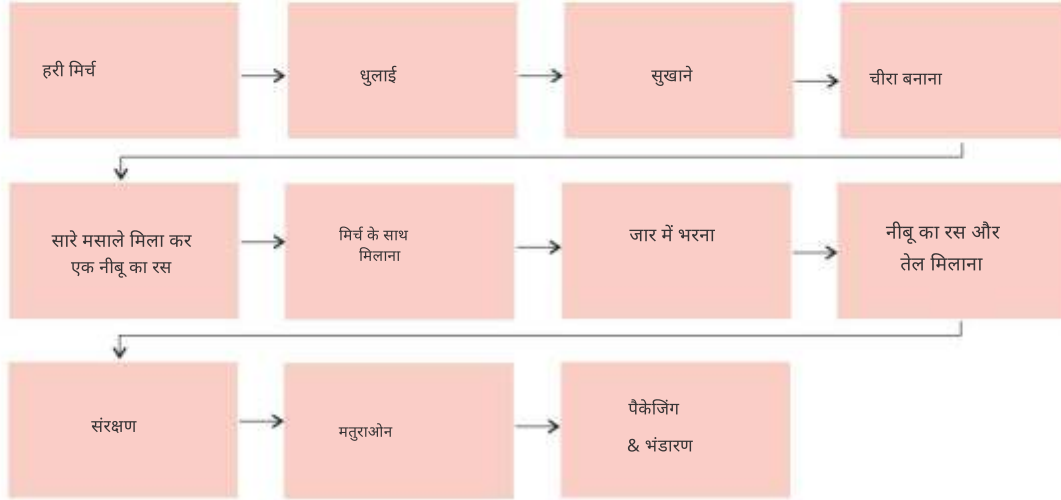 हरी मिर्च
धुलाई
सुखाने
चीरा बनाना
सारे मसाले मिला कर
एक नीबू का रस
मिर्च के साथ
मिलाना
जार में भरना
नीबू का रस और
तेल मिलाना
संरक्षण
मतुराओन
पैकेजिंग
& भंडारण